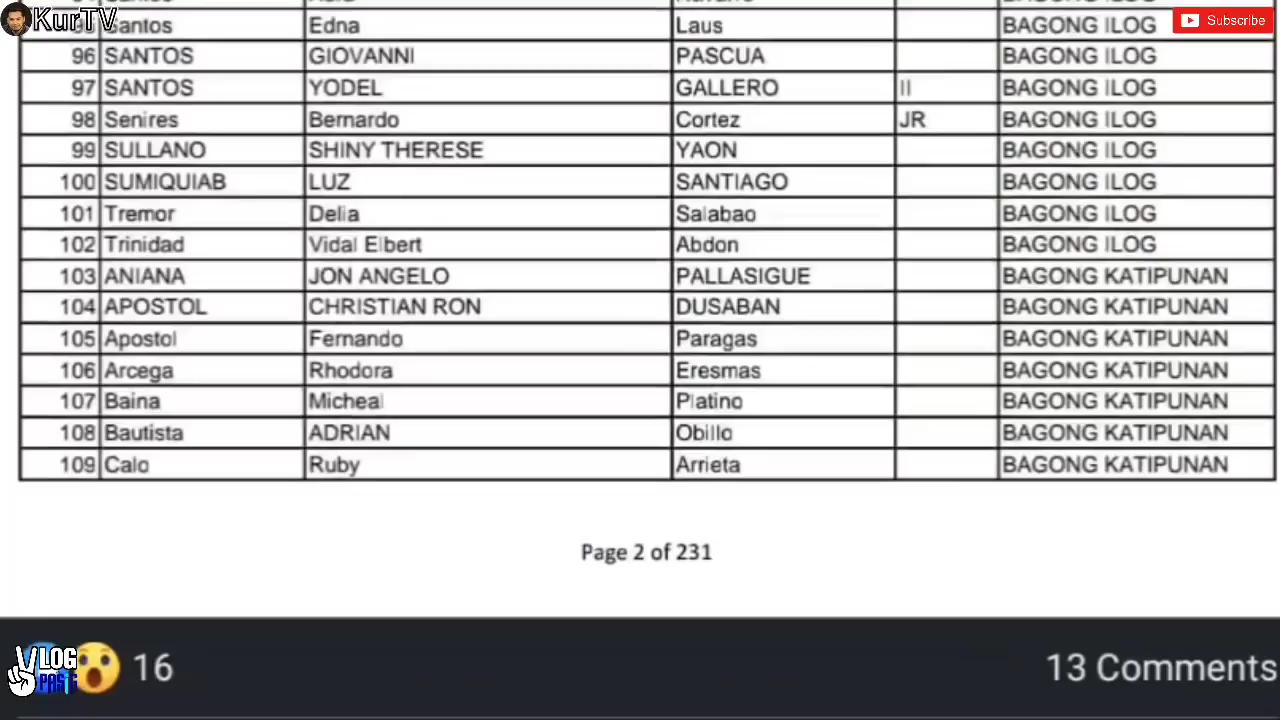 KurTV
Subscribe
Santos Edna Laus BAGONG ILOG
96 SANTOS GIOVANNI PASCUA BAGONG ILOG
97 SANTOS YODEL GALLERO II BAGONG ILOG
98 Senires Bernardo Cortez JR BAGONG ILOG
99 SULLANO SHINY THERESE YAON BAGONG ILOG
100 SUMIQUIAB LUZ SANTIAGO BAGONG ILOG
101 Tremor Delia Salabao BAGONG ILOG
102 Trinidad Vidal Elbert Abdon BAGONG ILOG
103 ANIANA JON ANGELO PALLASIGUE BAGONG KATIPUNAN
104 APOSTOL CHRISTIAN RON DUSABAN BAGONG KATIPUNAN
105 Apostol Fernando Paragas BAGONG KATIPUNAN
106 Arcega Rhodora Eresmas BAGONG KATIPUNAN
107 Baina Micheal Platino BAGONG KATIPUNAN
108 Bautista ADRIAN Obillo BAGONG KATIPUNAN
109 Calo Ruby Arrieta BAGONG KATIPUNAN
Page 2 of 231
VLOG
16
13 Comments